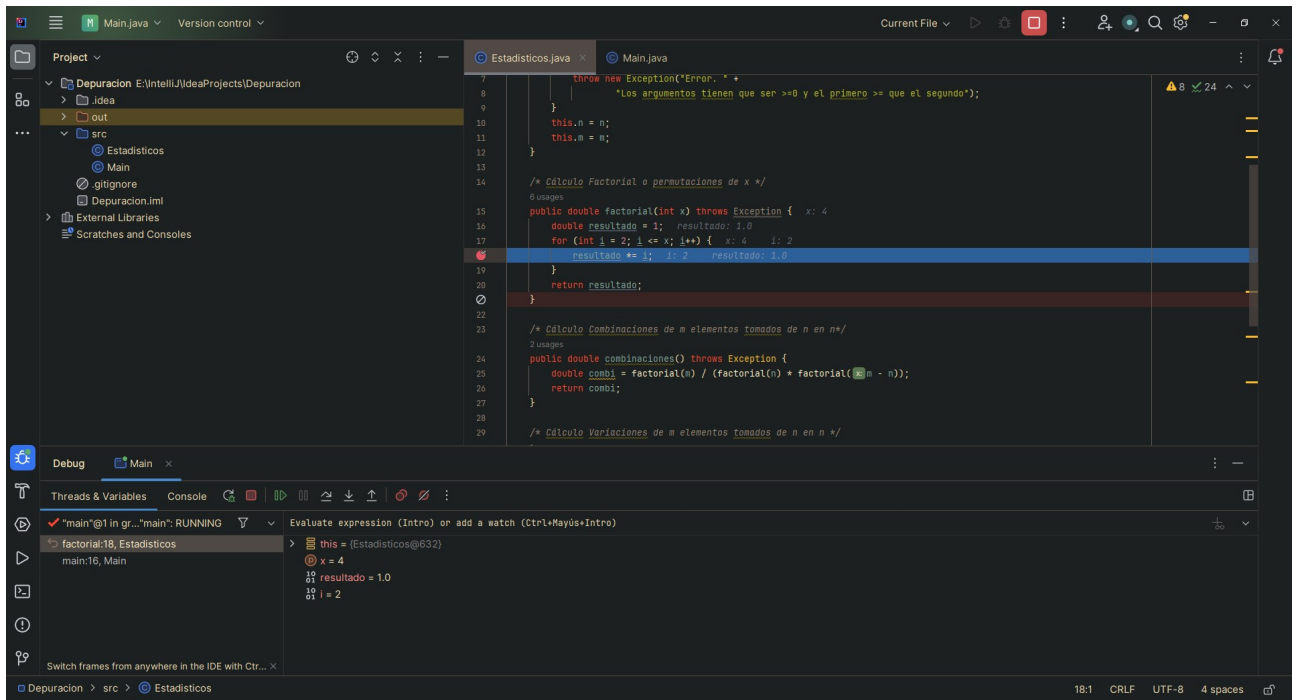 Main.java
Version control
Current File
Project
Depuracion E:\IntelliJ\IdeaProjects\Depuracion
.idea
out
src
Estadisticos
Main
.gitignore
Depuracion.iml
External Libraries
Scratches and Consoles
Estadisticos.java
Main.java
8 24
7 throw new Exception("Error. " +
8 "Los argumentos tienen que ser >=0 y el primero >= que el segundo");
9 }
10 this.n = n;
11 this.m = m;
12 }
13
14 /* Cálculo Factorial o permutaciones de x */
6 usages
15 public double factorial(int x) throws Exception { x: 4
16 double resultado = 1; resultado: 1.0
17 for (int i = 2; i <= x; i++) { x: 4 i: 2
resultado *= i; i: 2 resultado: 1.0
19 }
20 return resultado;
}
22
23 /* Cálculo Combinaciones de m elementos tomados de n en n*/
2 usages
24 public double combinaciones() throws Exception {
25 double combi = factorial(m) / (factorial(n) * factorial( x: m - n));
26 return combi;
27 }
28
29 /* Cálculo Variaciones de m elementos tomados de n en n */
Debug Main
Threads & Variables Console
"main"@1 in gr..."main": RUNNING
Evaluate expression (Intro) or add a watch (Ctrl+Mayús+Intro)
factorial:18, Estadisticos
main:16, Main
this = {Estadisticos@632}
x = 4
resultado = 1.0
i = 2
Switch frames from anywhere in the IDE with Ctr...
Depuracion > src > Estadisticos
18:1 CRLF UTF-8 4 spaces